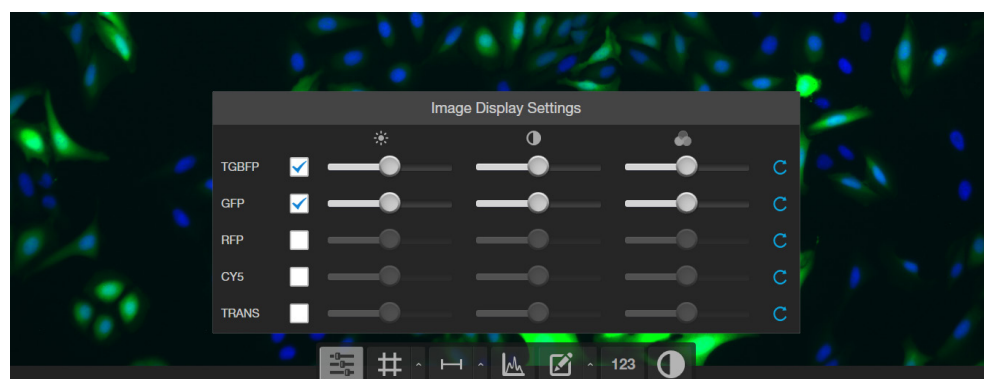 Image Display Settings
TGBFP
GFP
RFP
CY5
TRANS
123